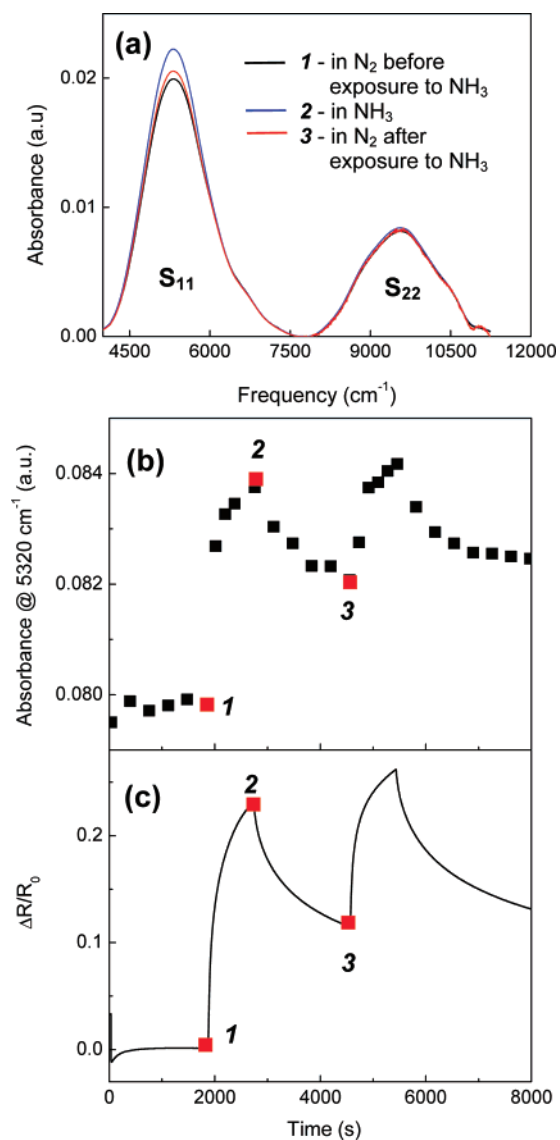 (a)
1 - in N₂ before
exposure to NH₃
2 - in NH₃
3 - in N₂ after
exposure to NH₃
Absorbance (a.u)
0.02
0.01
0.00
S₁₁
S₂₂
4500 6000 7500 9000 10500 12000
Frequency (cm⁻¹)
(b)
Absorbance @ 5320 cm⁻¹ (a.u.)
0.084
0.082
0.080
2
3
1
(c)
ΔR/R₀
0.2
0.1
0.0
2
3
1
0 2000 4000 6000 8000
Time (s)